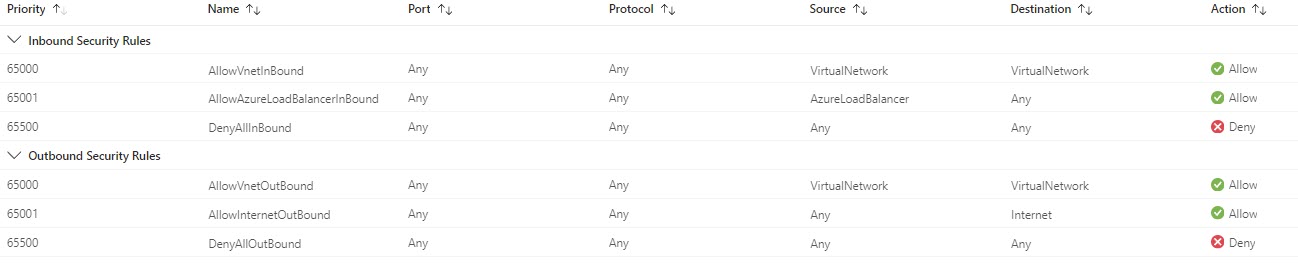 Priority Name Port Protocol Source Destination Action
Inbound Security Rules
65000 AllowVnetInBound Any Any VirtualNetwork VirtualNetwork Allow
65001 AllowAzureLoadBalancerInBound Any Any AzureLoadBalancer Any Allow
65500 DenyAllInBound Any Any Any Any Deny
Outbound Security Rules
65000 AllowVnetOutBound Any Any VirtualNetwork VirtualNetwork Allow
65001 AllowInternetOutBound Any Any Any Internet Allow
65500 DenyAllOutBound Any Any Any Any Deny